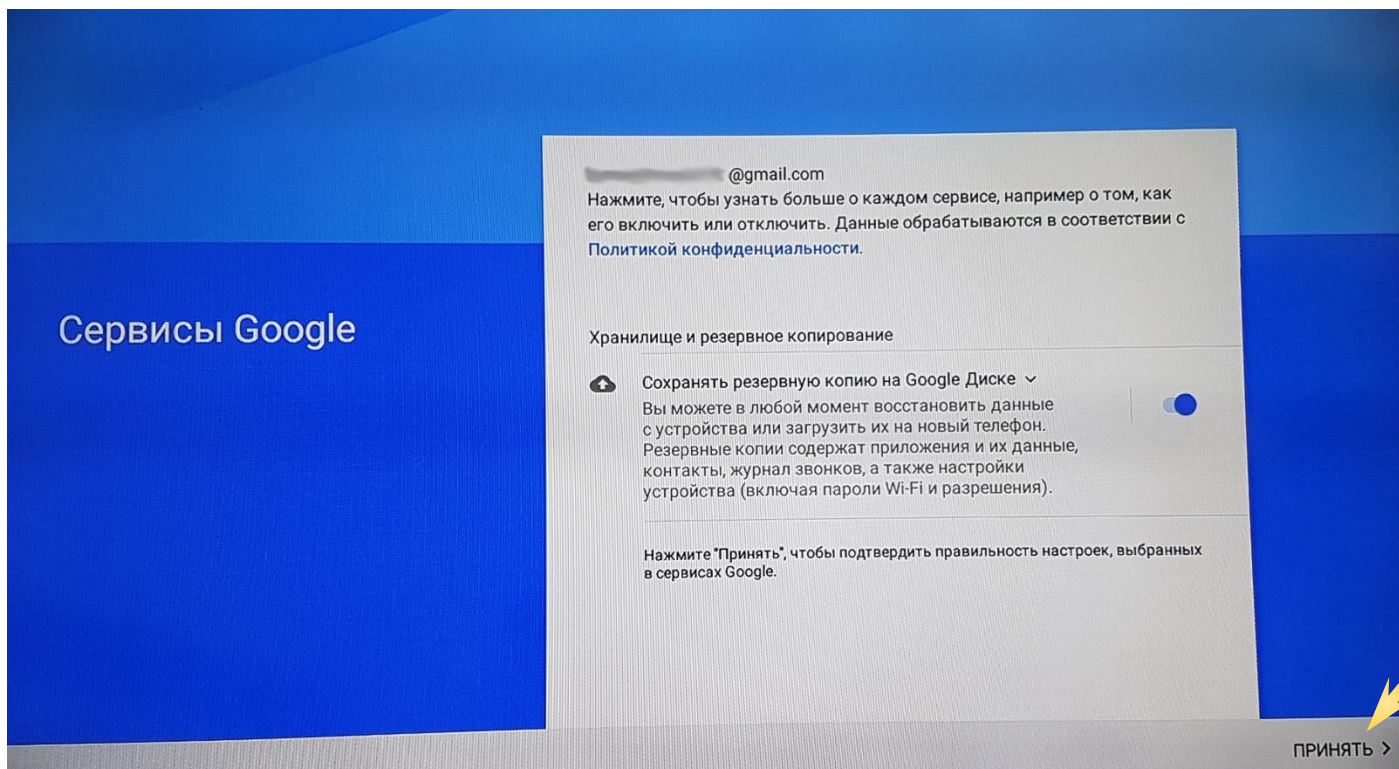 @gmail.com
Нажмите, чтобы узнать больше о каждом сервисе, например о том, как
его включить или отключить. Данные обрабатываются в соответствии с
Политикой конфиденциальности.
Сервисы Google
Хранилище и резервное копирование
Сохранять резервную копию на Google Диске
Вы можете в любой момент восстановить данные
с устройства или загрузить их на новый телефон.
Резервные копии содержат приложения и их данные,
контакты, журнал звонков, а также настройки
устройства (включая пароли Wi-Fi и разрешения).
Нажмите "Принять", чтобы подтвердить правильность настроек, выбранных
в сервисах Google.
ПРИНЯТЬ >